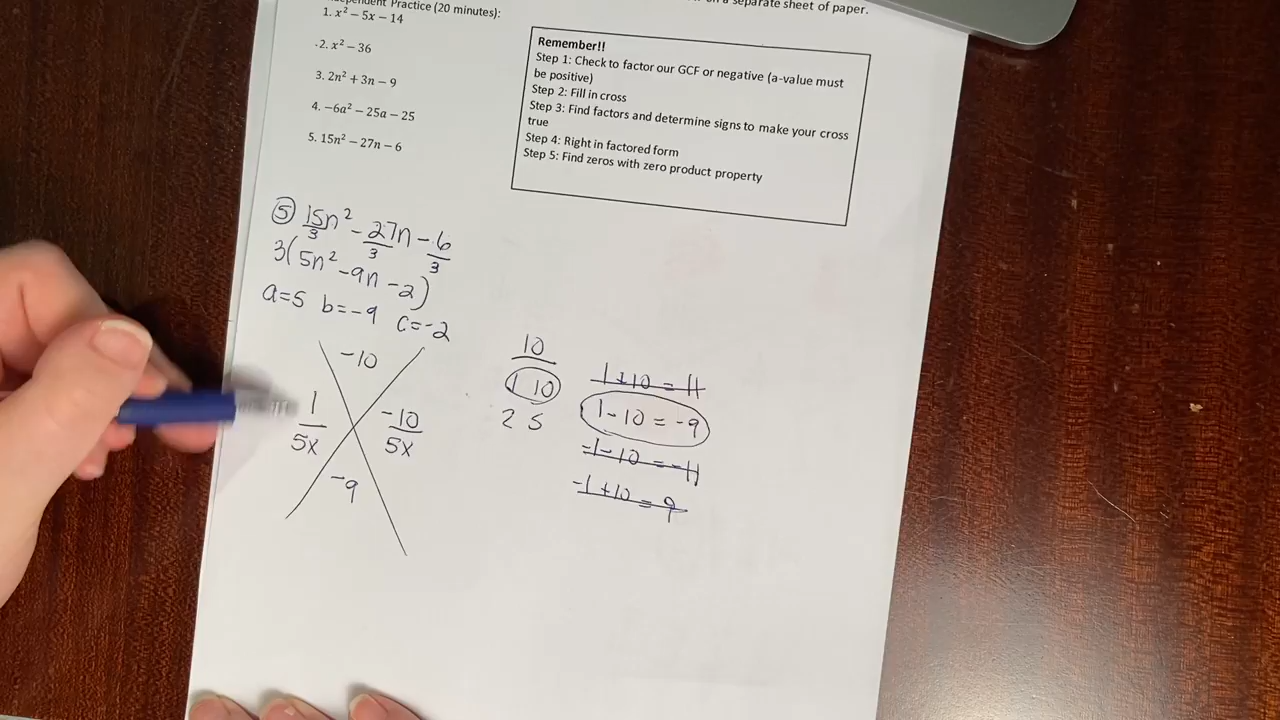 a separate sheet of paper.
Practice (20 minutes):
1. x² − 5x − 14
-2. x² − 36
3. 2n² + 3n − 9
4. −6a² − 25a − 25
5. 15n² − 27n − 6
Remember!!
Step 1: Check to factor our GCF or negative (a-value must
be positive)
Step 2: Fill in cross
Step 3: Find factors and determine signs to make your cross
true
Step 4: Right in factored form
Step 5: Find zeros with zero product property
⑤ 15n² − 27n − 6
3 3 3
3(5n² − 9n − 2)
a=5 b=−9 c=−2
−10
1 −10
5x 5x
−9
10
1 10
2 5
1+10 = 11
1−10 = −9
−1−10 = −11
−1+10 = 9